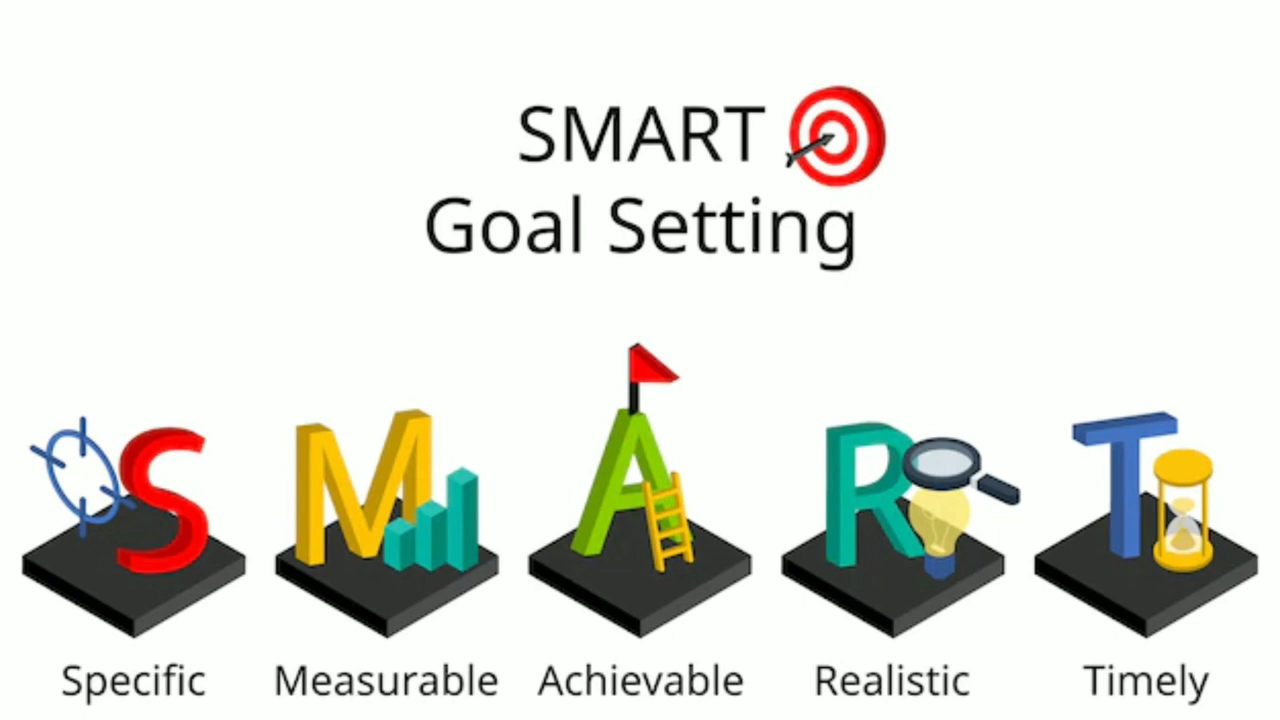 SMART
Goal Setting
S M A R T
Specific Measurable Achievable Realistic Timely